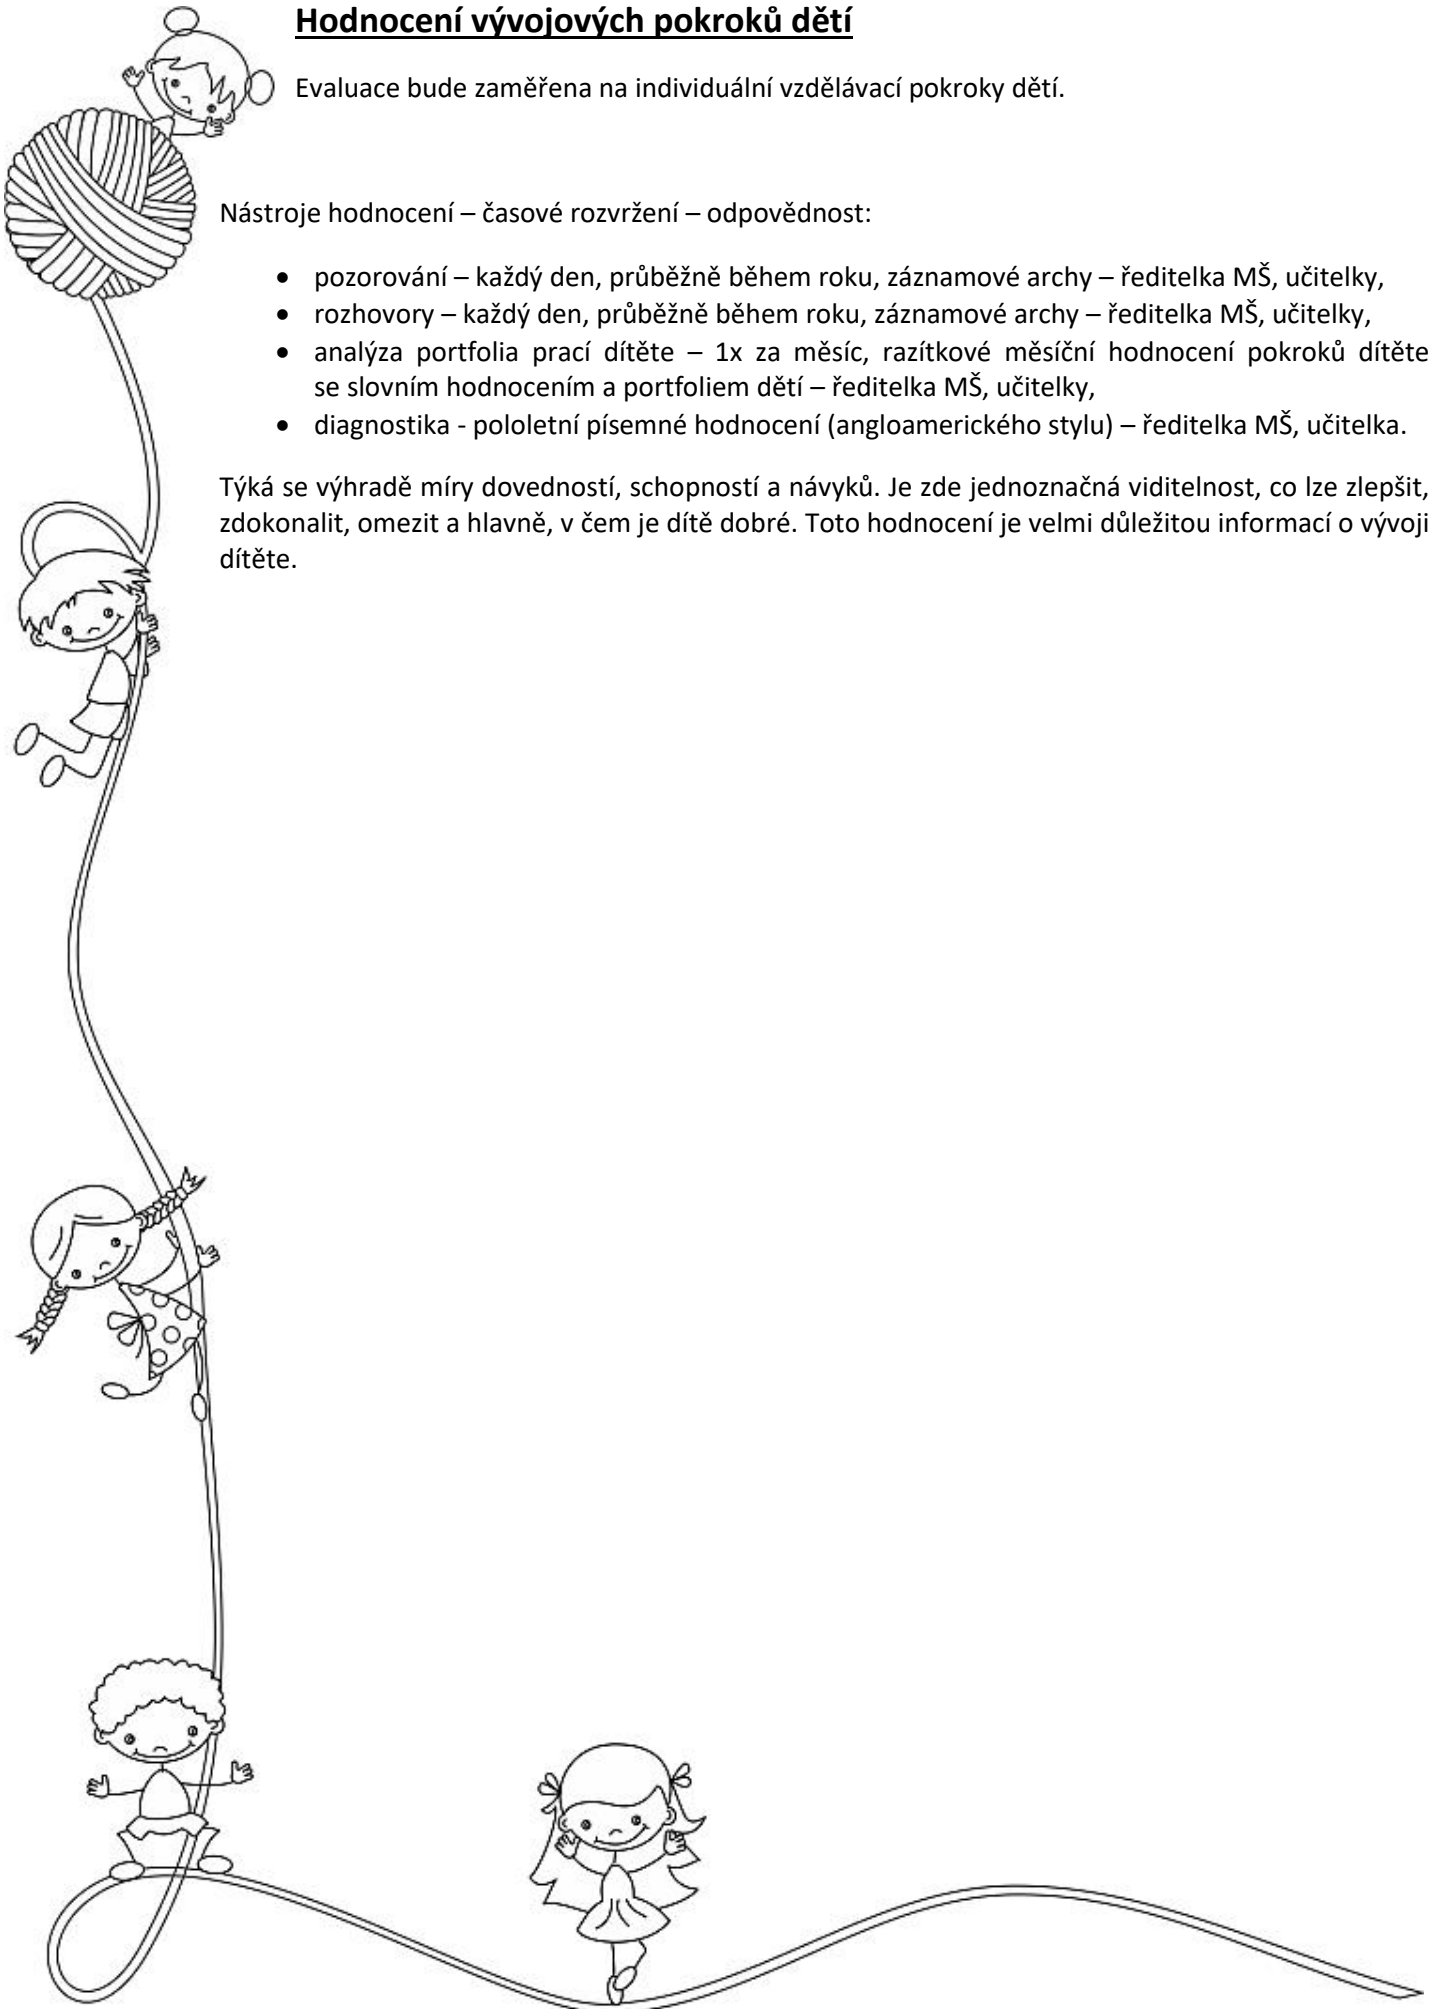 Hodnocení vývojových pokroků dětí
Evaluace bude zaměřena na individuální vzdělávací pokroky dětí.
Nástroje hodnocení – časové rozvržení – odpovědnost:
• pozorování – každý den, průběžně během roku, záznamové archy – ředitelka MŠ, učitelky,
• rozhovory – každý den, průběžně během roku, záznamové archy – ředitelka MŠ, učitelky,
• analýza portfolia prací dítěte – 1x za měsíc, razítkové měsíční hodnocení pokroků dítěte
se slovním hodnocením a portfoliem dětí – ředitelka MŠ, učitelky,
• diagnostika - pololetní písemné hodnocení (angloamerického stylu) – ředitelka MŠ, učitelka.
Týká se výhradě míry dovedností, schopností a návyků. Je zde jednoznačná viditelnost, co lze zlepšit,
zdokonalit, omezit a hlavně, v čem je dítě dobré. Toto hodnocení je velmi důležitou informací o vývoji
dítěte.